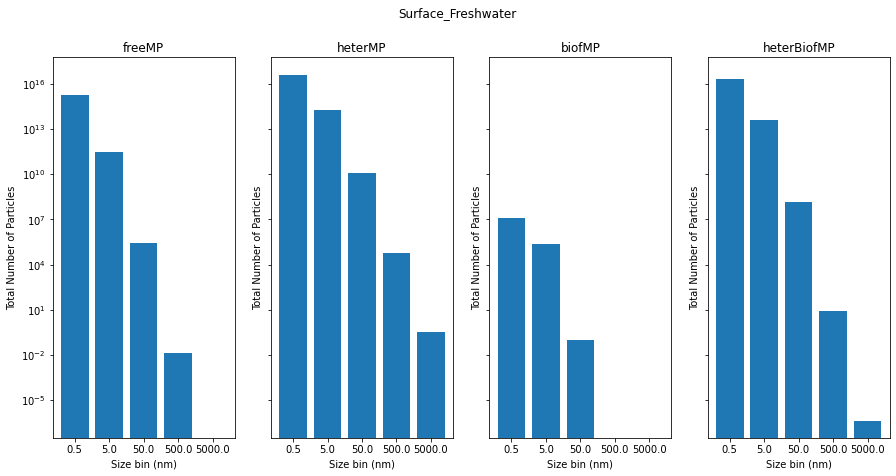 Surface_Freshwater
freeMP
heterMP
biofMP
heterBiofMP
Total Number of Particles
10^16
10^13
10^10
10^7
10^4
10^1
10^−2
10^−5
0.5 5.0 50.0 500.0 5000.0
Size bin (nm)
Total Number of Particles
0.5 5.0 50.0 500.0 5000.0
Size bin (nm)
Total Number of Particles
0.5 5.0 50.0 500.0 5000.0
Size bin (nm)
Total Number of Particles
0.5 5.0 50.0 500.0 5000.0
Size bin (nm)